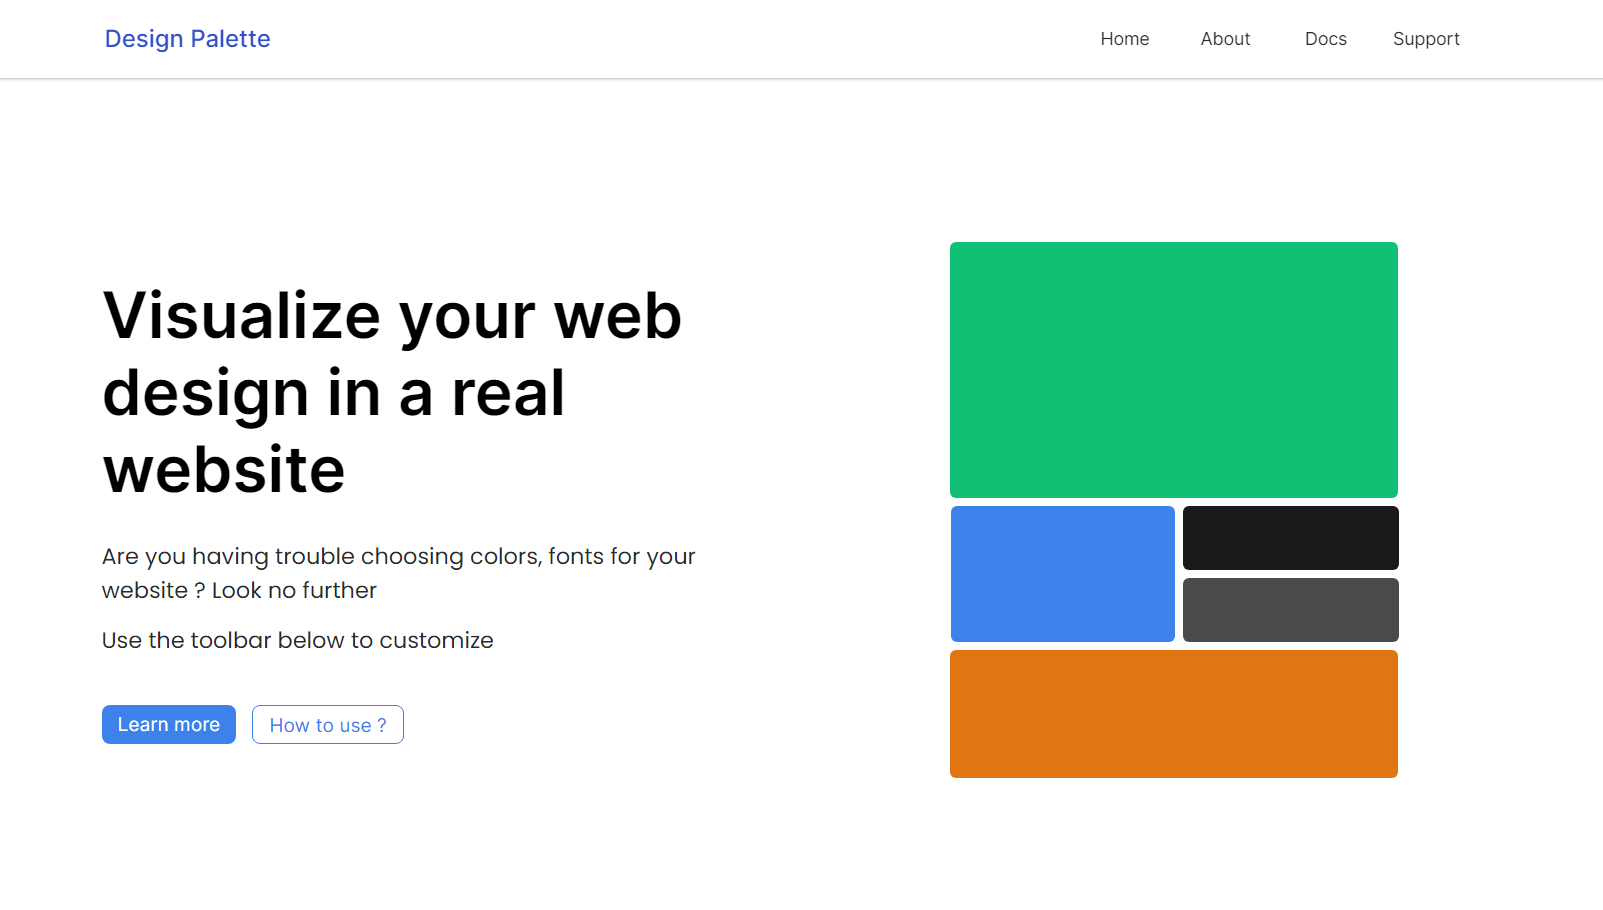 Design Palette
Home About Docs Support
Visualize your web
design in a real
website
Are you having trouble choosing colors, fonts for your
website ? Look no further
Use the toolbar below to customize
Learn more
How to use ?